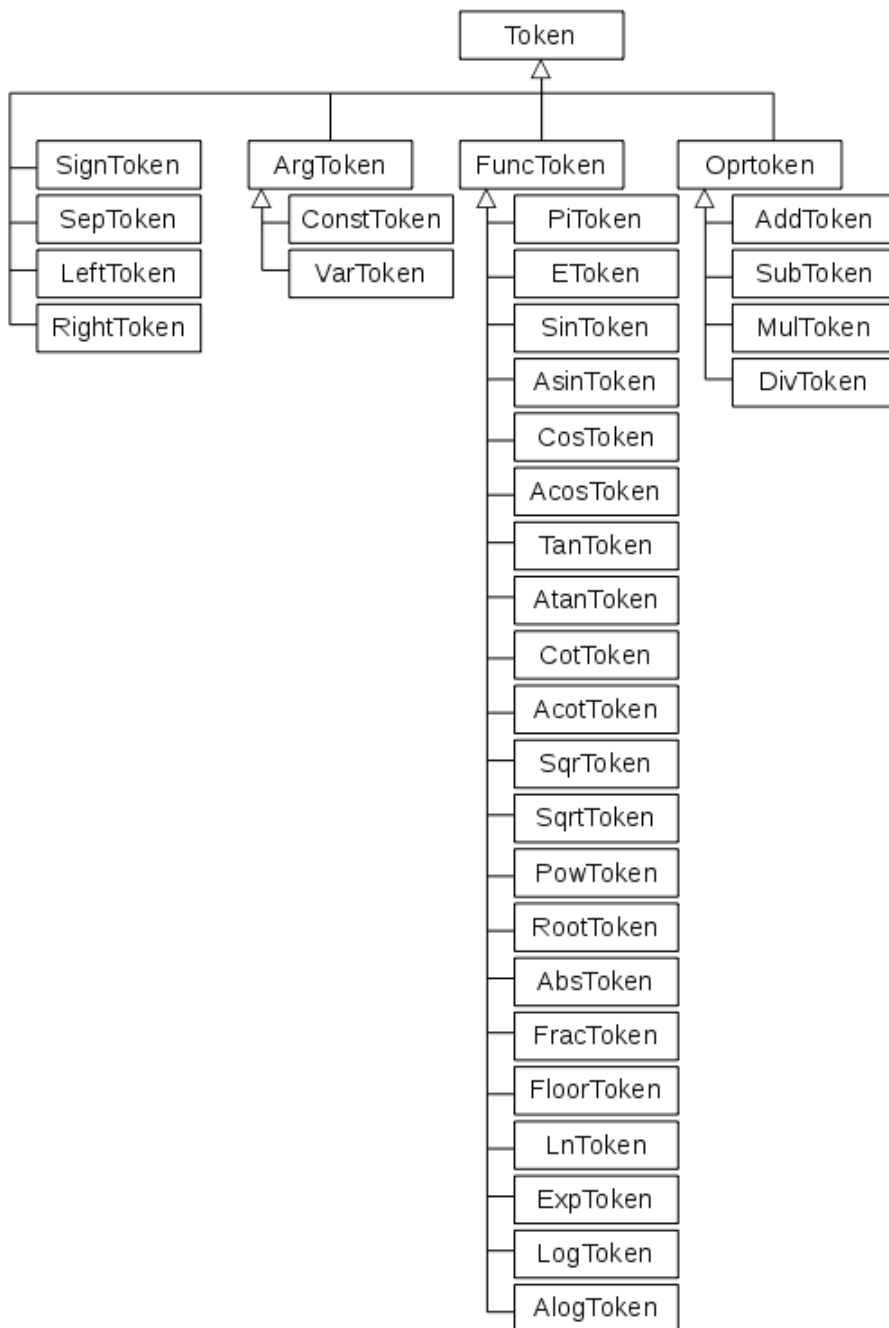 Token
SignToken
ArgToken
FuncToken
Oprtoken
SepToken
ConstToken
PiToken
AddToken
LeftToken
VarToken
EToken
SubToken
RightToken
SinToken
MulToken
AsinToken
DivToken
CosToken
AcosToken
TanToken
AtanToken
CotToken
AcotToken
SqrToken
SqrtToken
PowToken
RootToken
AbsToken
FracToken
FloorToken
LnToken
ExpToken
LogToken
AlogToken